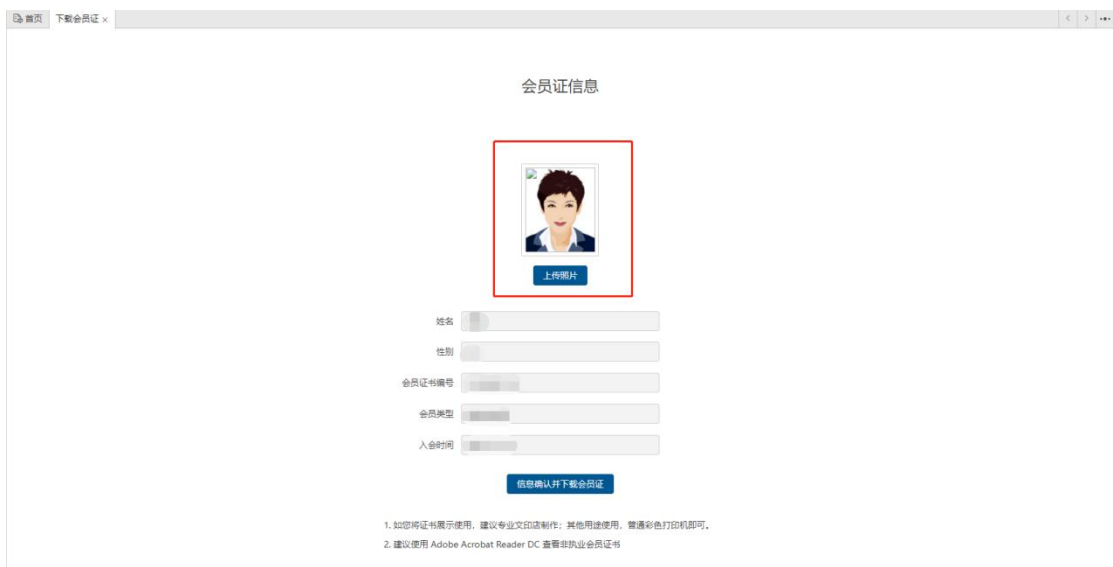 首页 下载会员证 ×
会员证信息
上传照片
姓名
性别
会员证书编号
会员类型
入会时间
信息确认并下载会员证
1. 如您将证书展示使用，建议专业文印店制作；其他用途使用，普通彩色打印机即可。
2. 建议使用 Adobe Acrobat Reader DC 查看非执业会员证书